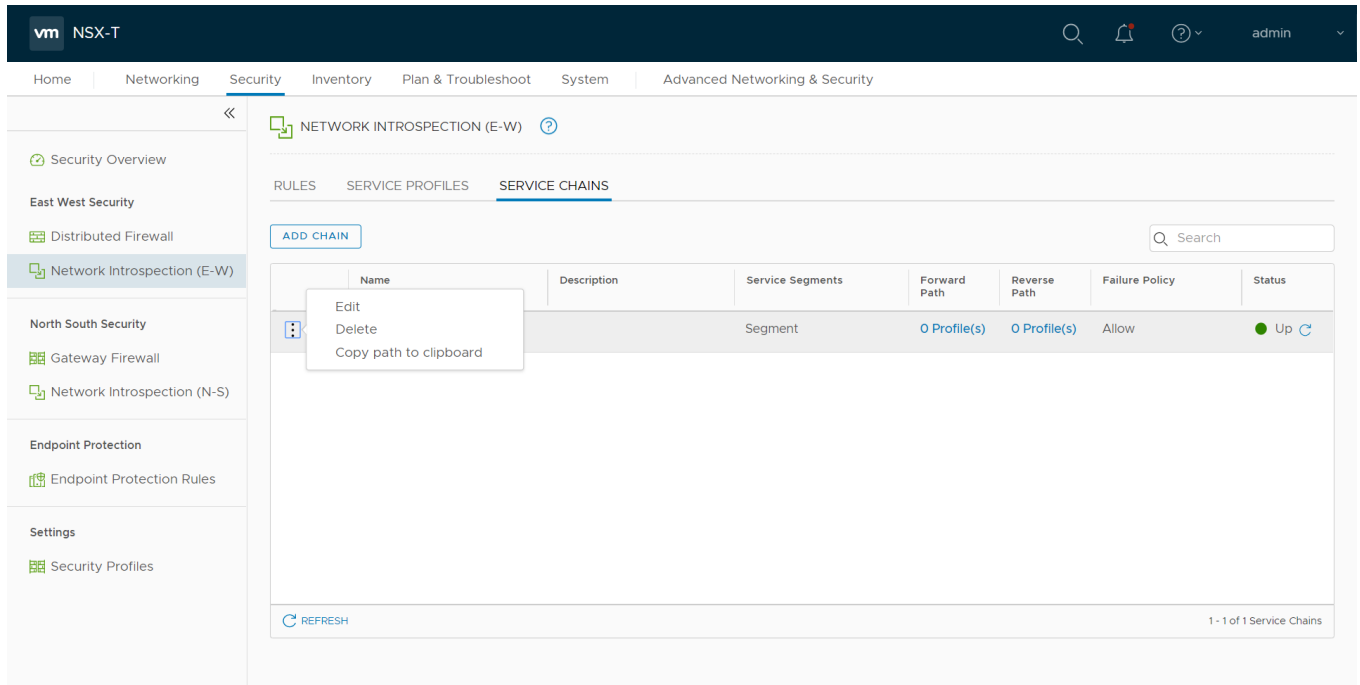 vm NSX-T admin
Home Networking Security Inventory Plan & Troubleshoot System Advanced Networking & Security
NETWORK INTROSPECTION (E-W)
Security Overview
RULES SERVICE PROFILES SERVICE CHAINS
East West Security
Distributed Firewall
ADD CHAIN Search
Network Introspection (E-W)
Name Description Service Segments Forward Path Reverse Path Failure Policy Status
Edit
Delete
Copy path to clipboard
Segment 0 Profile(s) 0 Profile(s) Allow Up
North South Security
Gateway Firewall
Network Introspection (N-S)
Endpoint Protection
Endpoint Protection Rules
Settings
Security Profiles
REFRESH 1 - 1 of 1 Service Chains